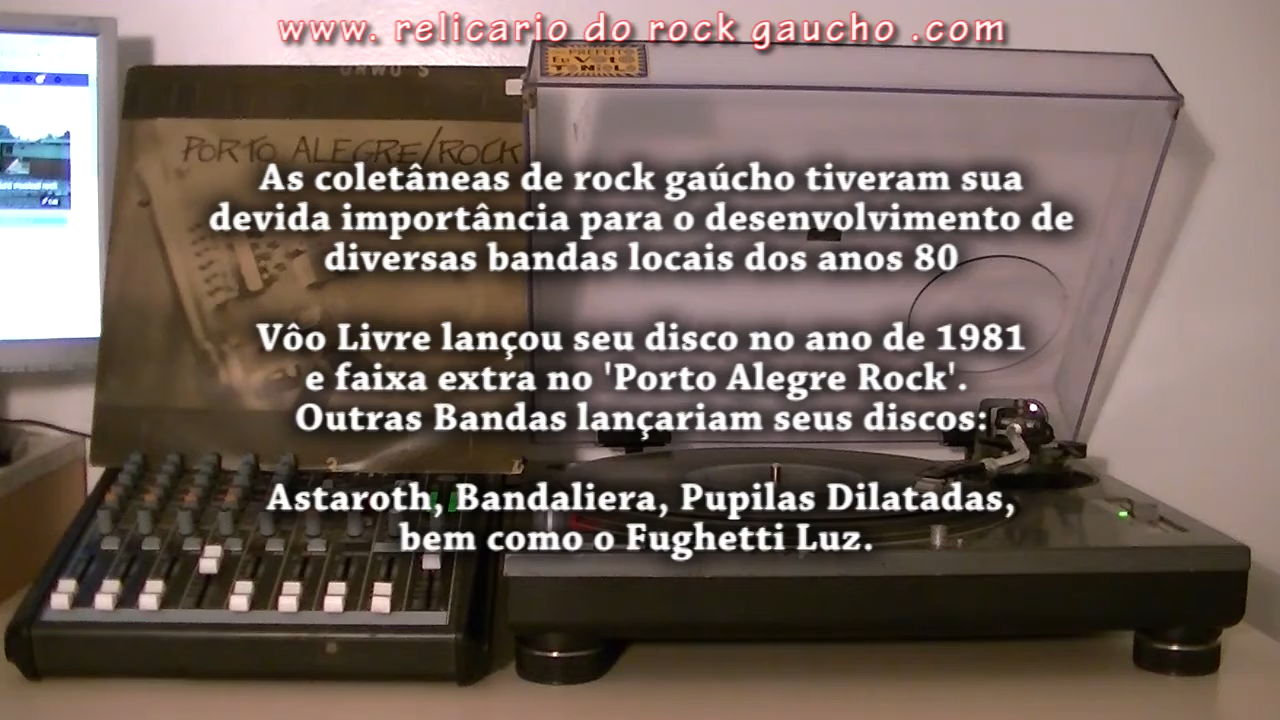 www. relicario do rock gaucho .com
PORTO ALEGRE/ROCK
As coletâneas de rock gaúcho tiveram sua
devida importância para o desenvolvimento de
diversas bandas locais dos anos 80
Vôo Livre lançou seu disco no ano de 1981
e faixa extra no 'Porto Alegre Rock'.
Outras Bandas lançariam seus discos:
Astaroth, Bandaliera, Pupilas Dilatadas,
bem como o Fughetti Luz.